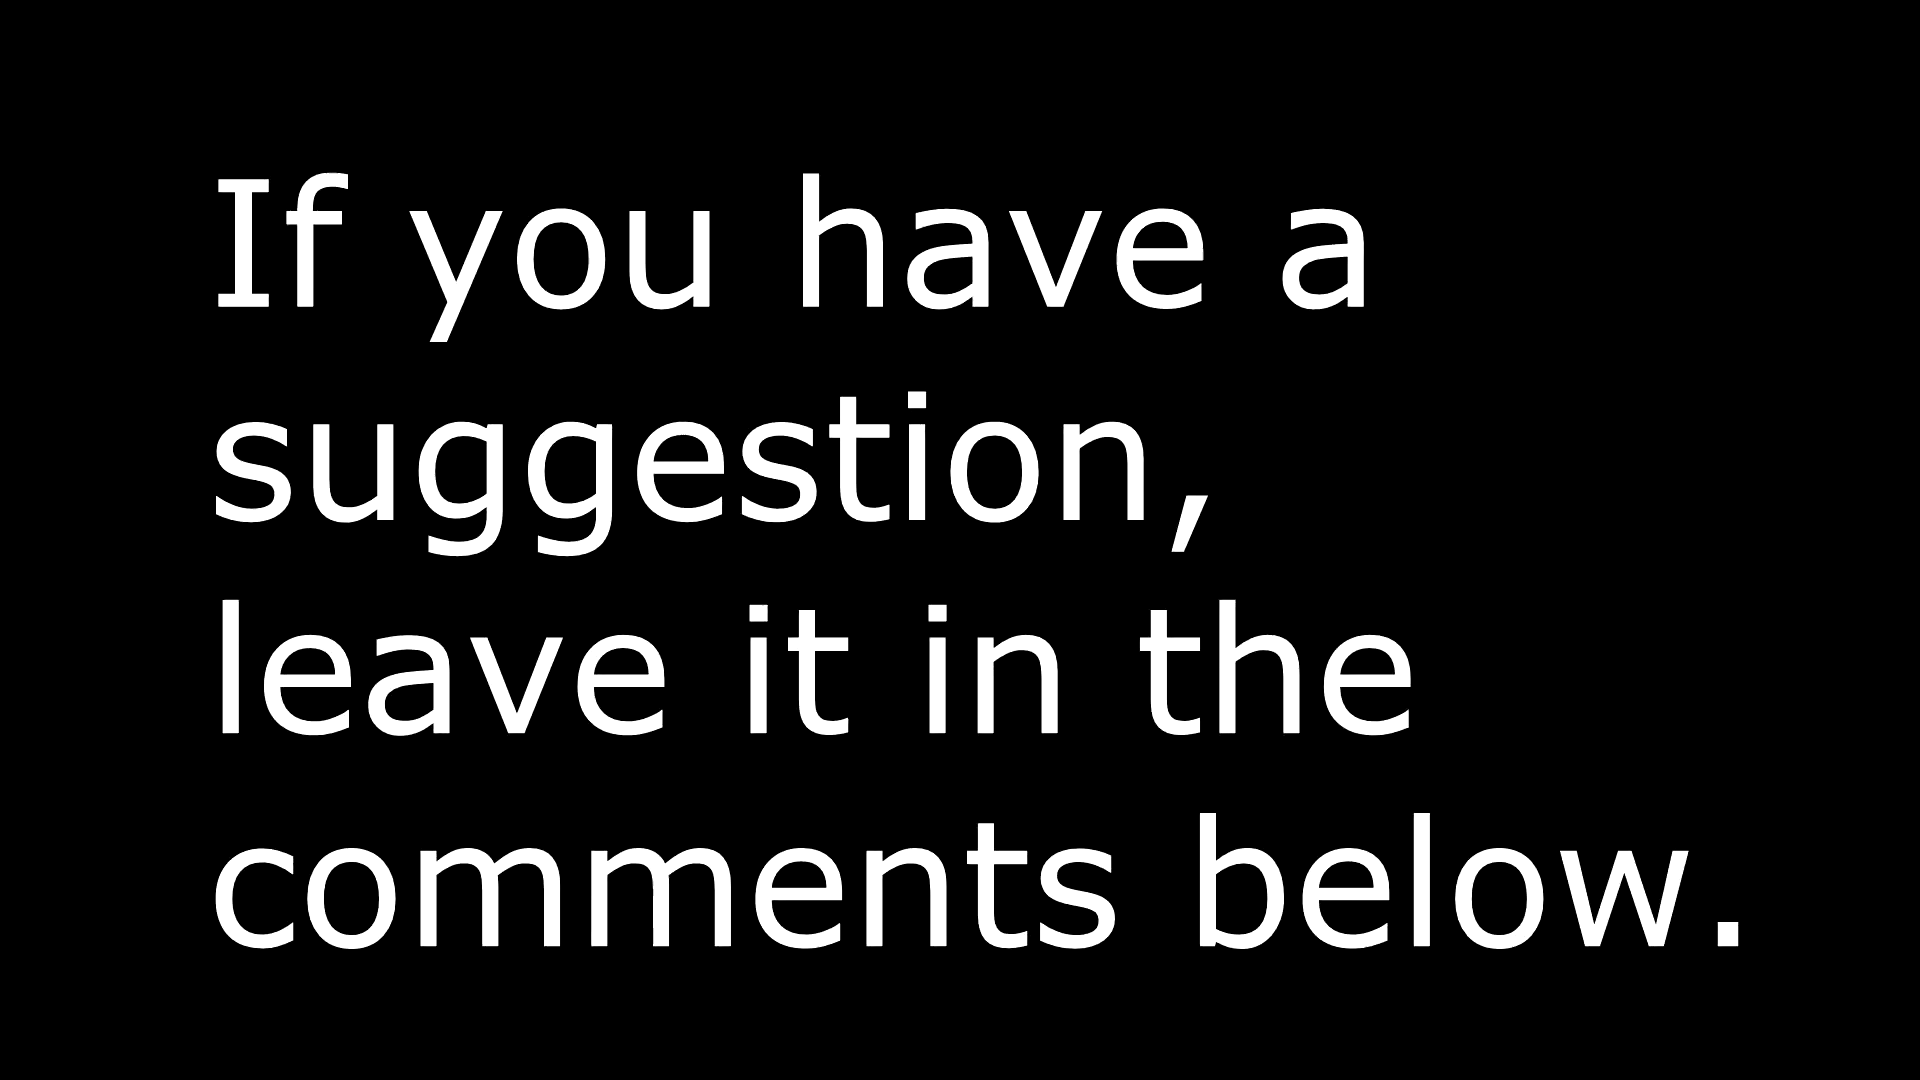 If you have a
suggestion,
leave it in the
comments below.